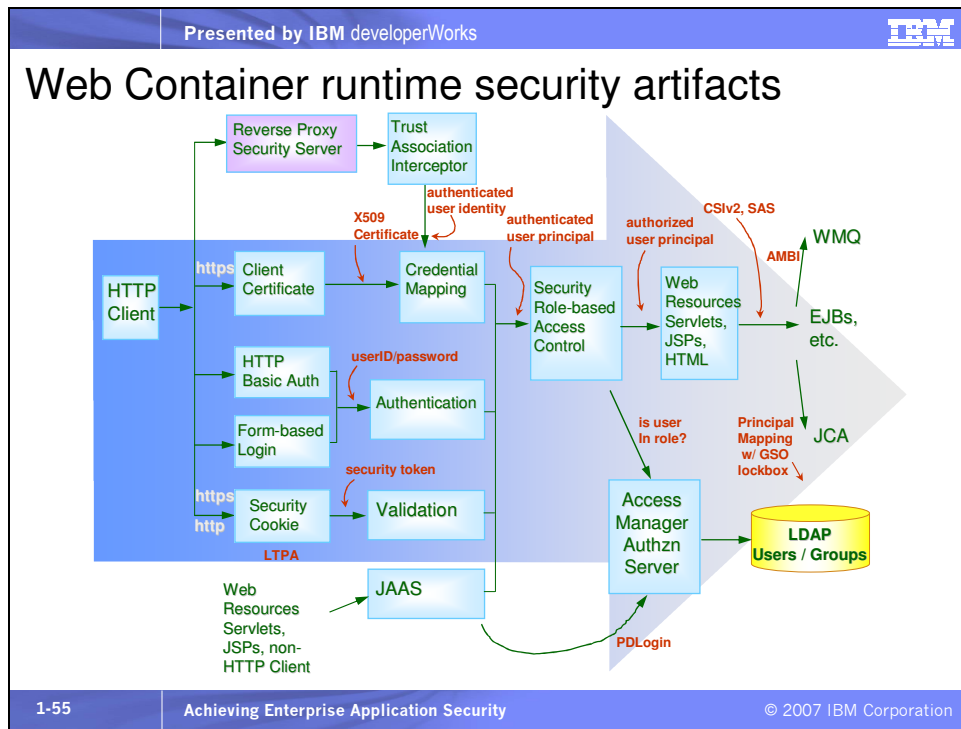 Presented by IBM developerWorks
IBM
Web Container runtime security artifacts
Reverse Proxy
Security Server
Trust
Association
Interceptor
authenticated
user identity
X509
Certificate
authenticated
user principal
authorized
user principal
CSIv2, SAS
AMBI
WMQ
https
Client
Certificate
Credential
Mapping
HTTP
Client
Security
Role-based
Access
Control
Web
Resources
Servlets,
JSPs,
HTML
EJBs,
etc.
HTTP
Basic Auth
userID/password
Authentication
Form-based
Login
is user
In role?
Principal
Mapping
w/ GSO
lockbox
JCA
security token
https
http
Security
Cookie
Validation
LTPA
Access
Manager
Authzn
Server
LDAP
Users / Groups
JAAS
Web
Resources
Servlets,
JSPs, non-
HTTP Client
PDLogin
1-55
Achieving Enterprise Application Security
© 2007 IBM Corporation